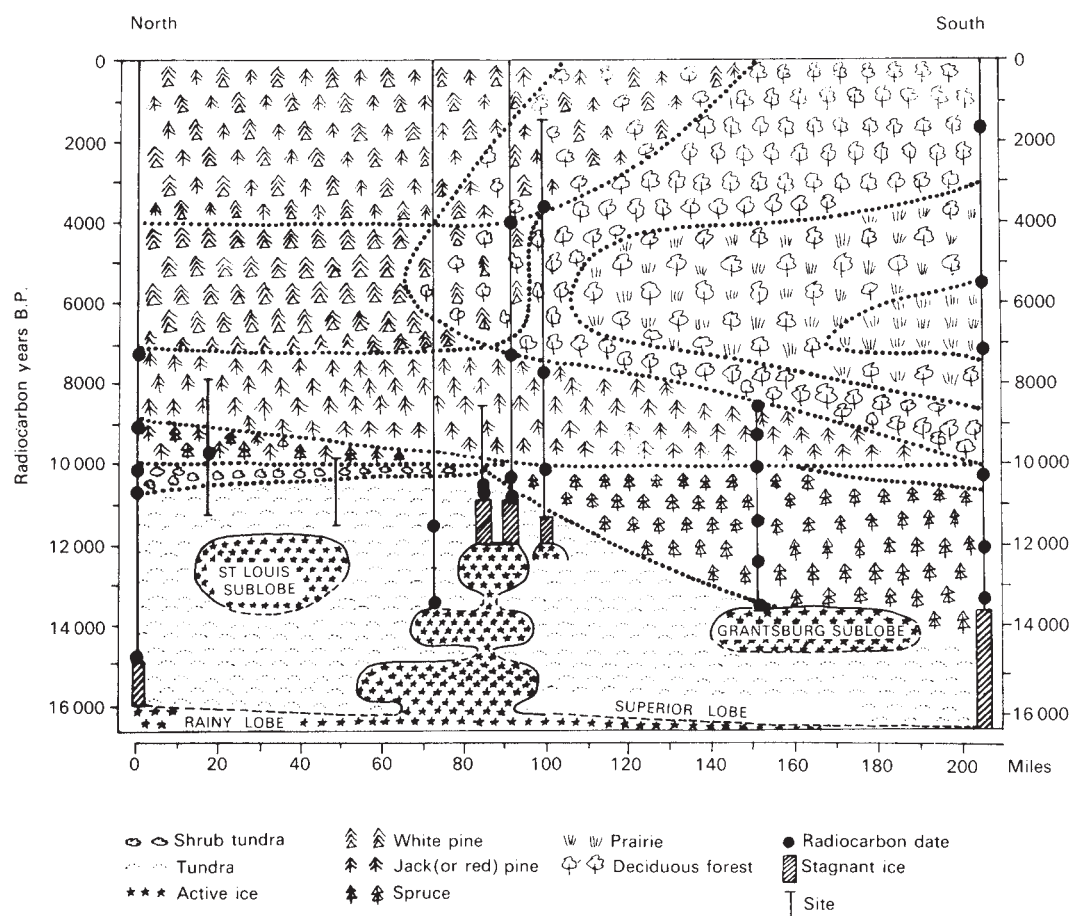 North South
0 0
2000 2000
4000 4000
6000 6000
8000 8000
10 000 10 000
12 000 12 000
14 000 14 000
16 000 16 000
Radiocarbon years B.P.
ST LOUIS
SUBLOBE
GRANTSBURG SUBLOBE
SUPERIOR LOBE
RAINY LOBE
0 20 40 60 80 100 120 140 160 180 200 Miles
Shrub tundra White pine Prairie Radiocarbon date
Tundra Jack(or red) pine Deciduous forest Stagnant ice
Active ice Spruce
Site